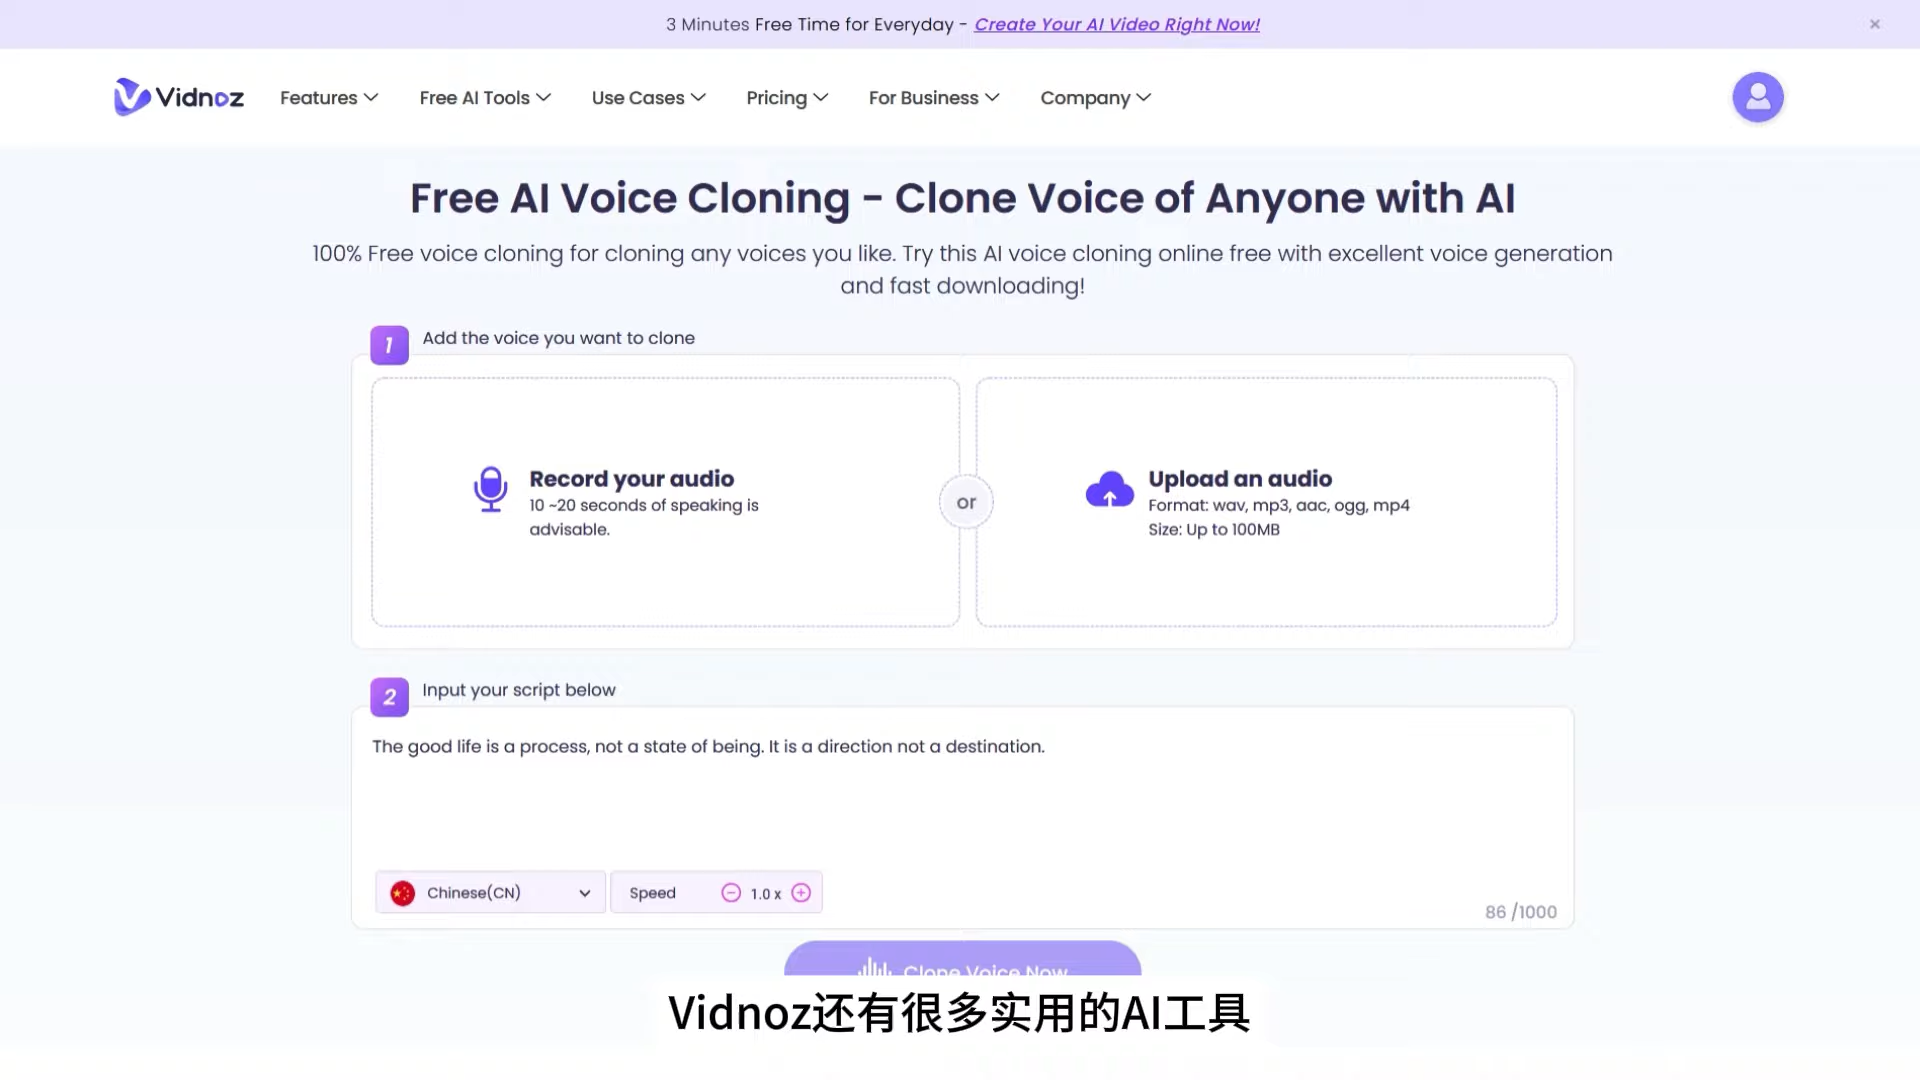 3 Minutes Free Time for Everyday - Create Your AI Video Right Now!
Vidnoz
Features
Free AI Tools
Use Cases
Pricing
For Business
Company
Free AI Voice Cloning - Clone Voice of Anyone with AI
100% Free voice cloning for cloning any voices you like. Try this AI voice cloning online free with excellent voice generation
and fast downloading!
1
Add the voice you want to clone
Record your audio
10 ~20 seconds of speaking is
advisable.
or
Upload an audio
Format: wav, mp3, aac, ogg, mp4
Size: Up to 100MB
2
Input your script below
The good life is a process, not a state of being. It is a direction not a destination.
Chinese(CN)
Speed
1.0 x
86 /1000
Clone Voice Now
Vidnoz还有很多实用的AI工具